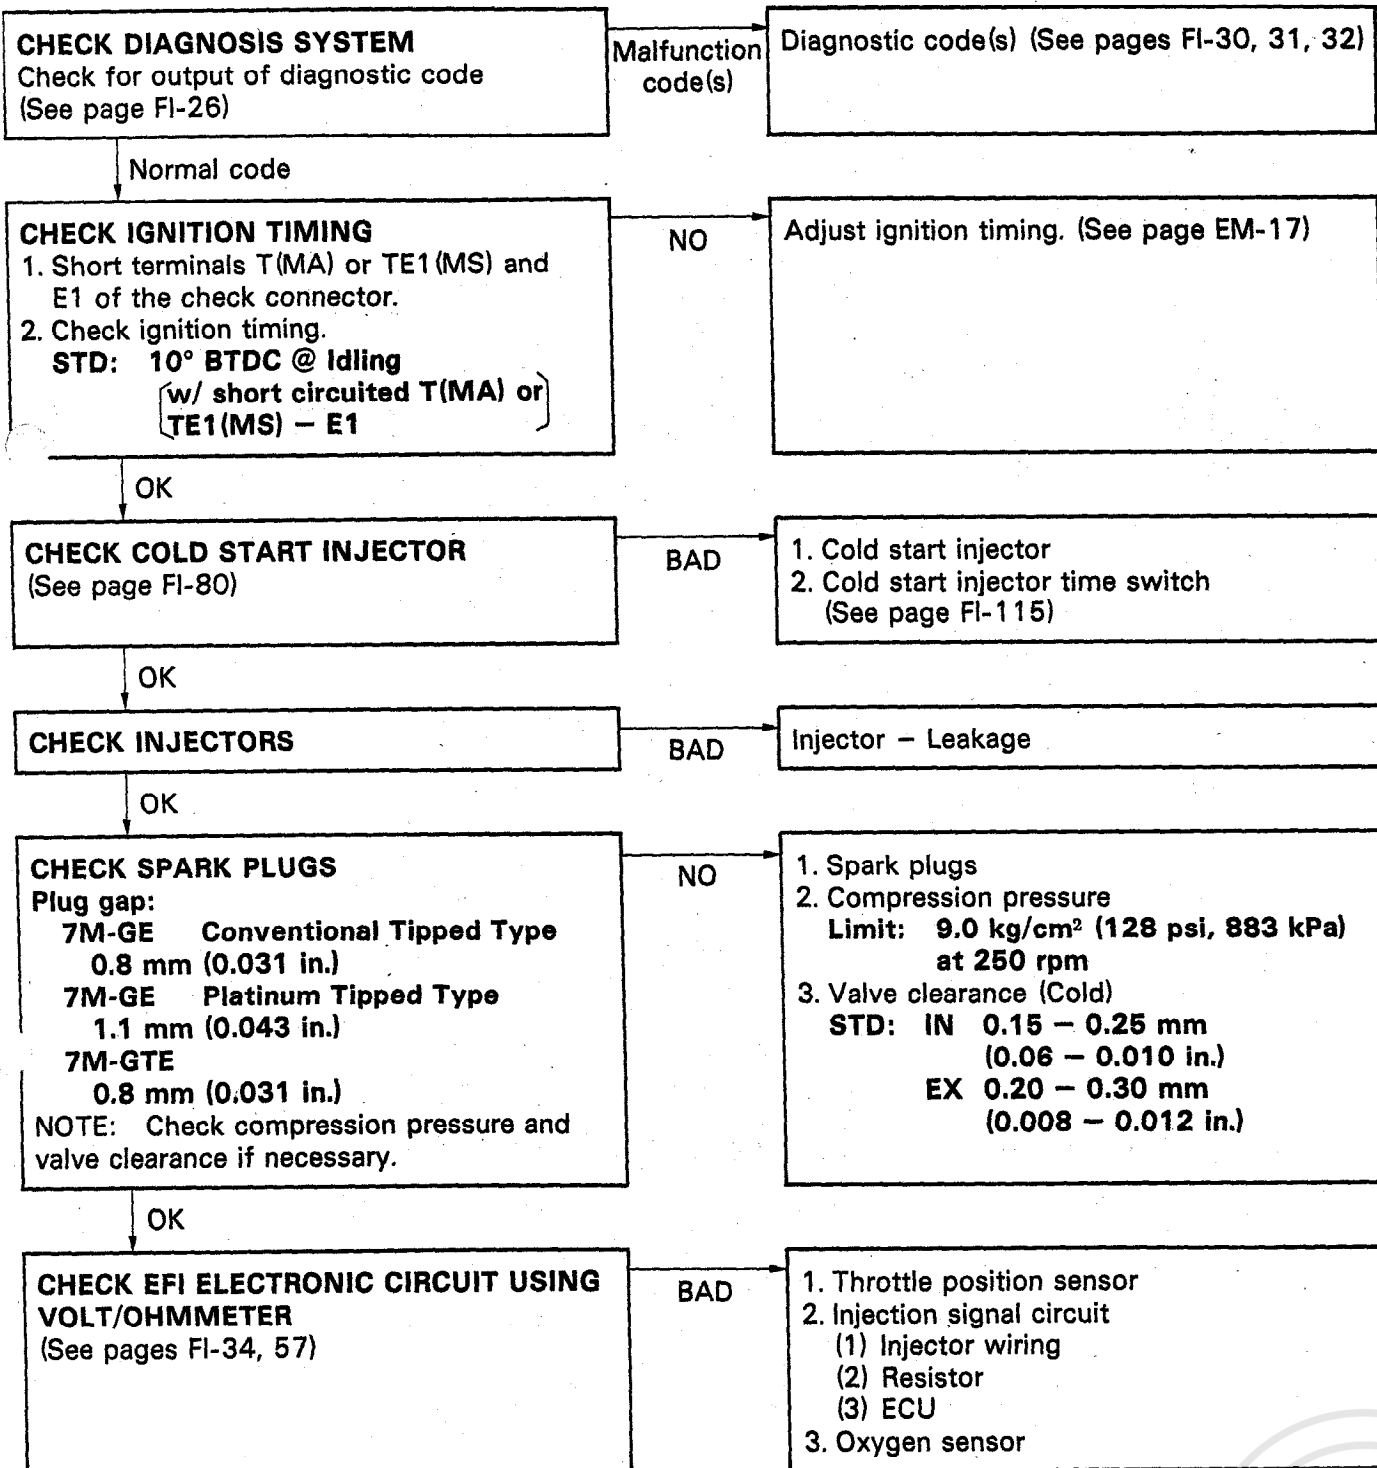 CHECK DIAGNOSIS SYSTEM
Check for output of diagnostic code
(See page FI-26)
Malfunction
code(s)
Diagnostic code(s) (See pages FI-30, 31, 32)
Normal code
CHECK IGNITION TIMING
1. Short terminals T(MA) or TE1(MS) and
E1 of the check connector.
2. Check ignition timing.
STD: 10° BTDC @ Idling
[w/ short circuited T(MA) or
TE1(MS) – E1]
NO
Adjust ignition timing. (See page EM-17)
OK
CHECK COLD START INJECTOR
(See page FI-80)
BAD
1. Cold start injector
2. Cold start injector time switch
(See page FI-115)
OK
CHECK INJECTORS
BAD
Injector – Leakage
OK
CHECK SPARK PLUGS
Plug gap:
7M-GE Conventional Tipped Type
0.8 mm (0.031 in.)
7M-GE Platinum Tipped Type
1.1 mm (0.043 in.)
7M-GTE
0.8 mm (0.031 in.)
NOTE: Check compression pressure and
valve clearance if necessary.
NO
1. Spark plugs
2. Compression pressure
Limit: 9.0 kg/cm² (128 psi, 883 kPa)
at 250 rpm
3. Valve clearance (Cold)
STD: IN 0.15 – 0.25 mm
(0.06 – 0.010 in.)
EX 0.20 – 0.30 mm
(0.008 – 0.012 in.)
OK
CHECK EFI ELECTRONIC CIRCUIT USING
VOLT/OHMMETER
(See pages FI-34, 57)
BAD
1. Throttle position sensor
2. Injection signal circuit
(1) Injector wiring
(2) Resistor
(3) ECU
3. Oxygen sensor